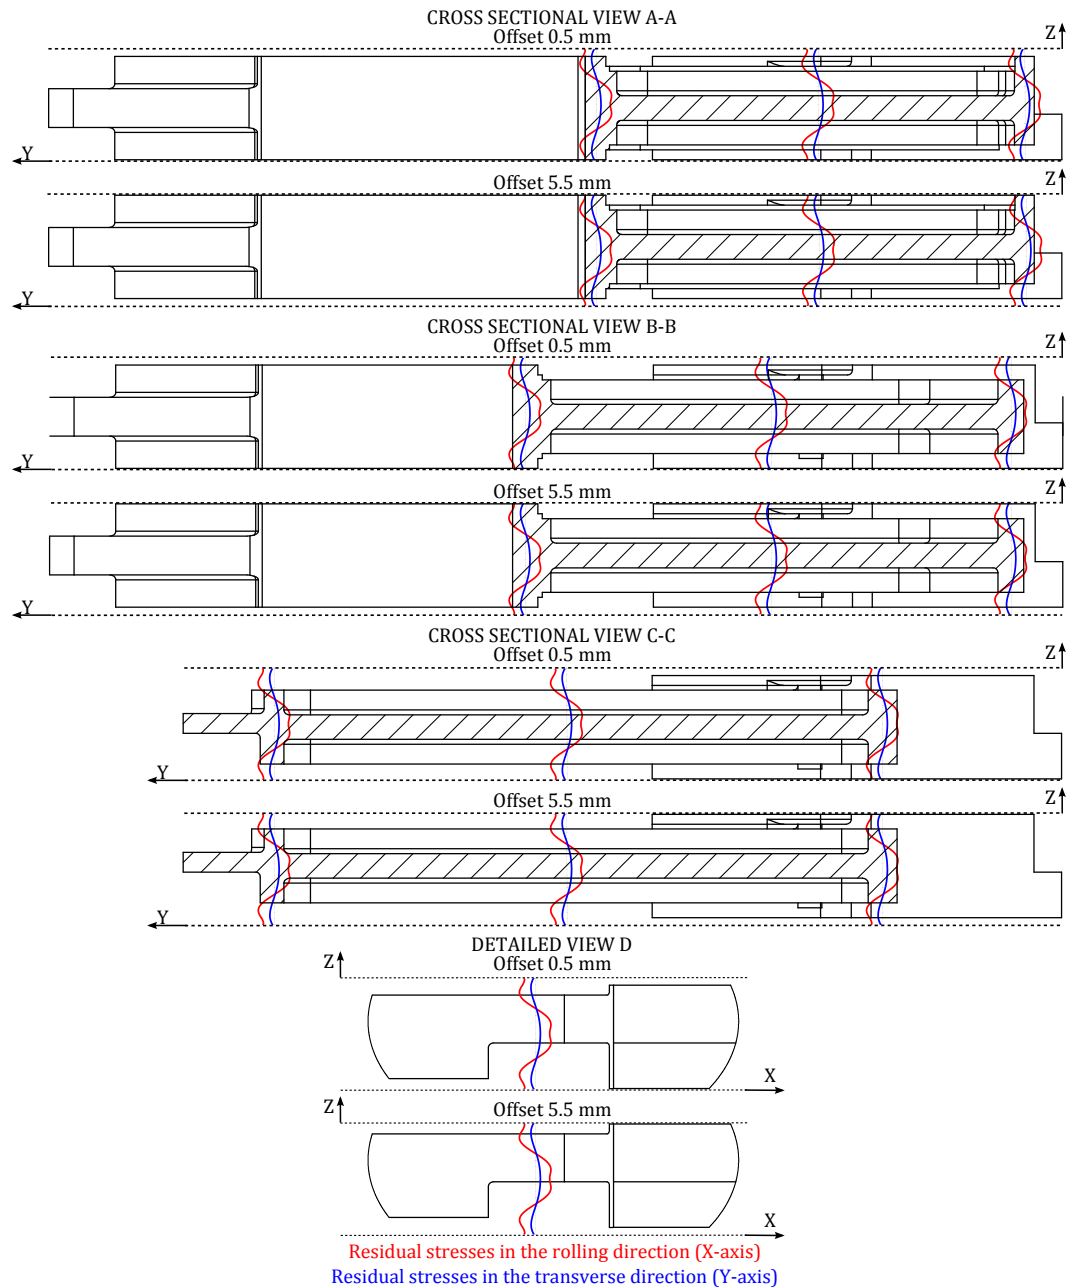 CROSS SECTIONAL VIEW A-A
Offset 0.5 mm
Z
Y
Offset 5.5 mm
Z
Y
CROSS SECTIONAL VIEW B-B
Offset 0.5 mm
Z
Y
Offset 5.5 mm
Z
Y
CROSS SECTIONAL VIEW C-C
Offset 0.5 mm
Z
Y
Offset 5.5 mm
Z
Y
DETAILED VIEW D
Z
Offset 0.5 mm
X
Z
Offset 5.5 mm
X
Residual stresses in the rolling direction (X-axis)
Residual stresses in the transverse direction (Y-axis)